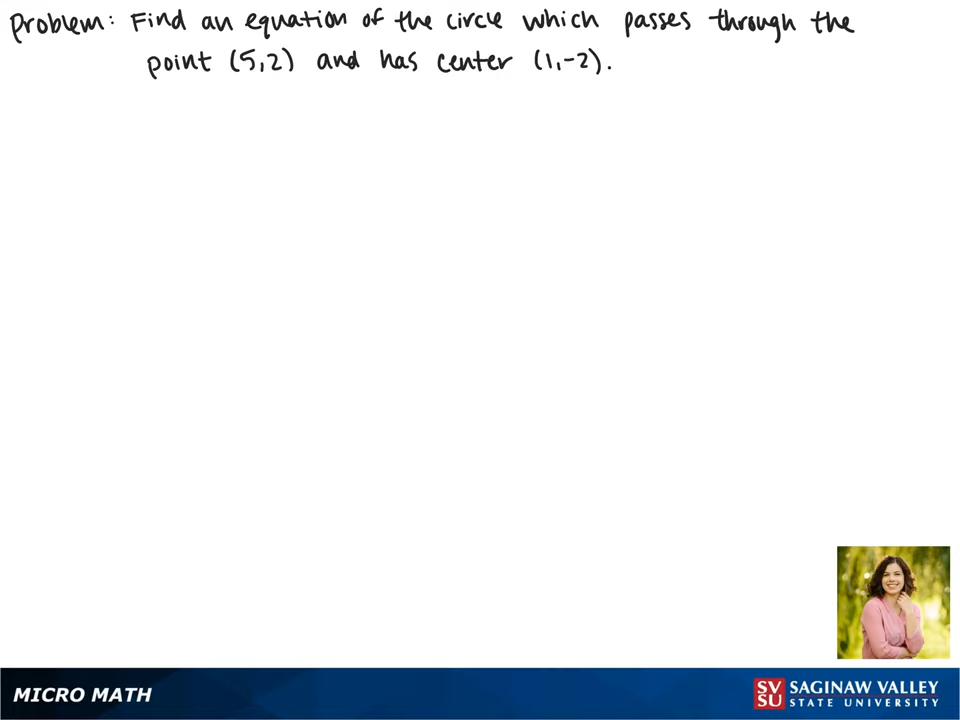 Problem: Find an equation of the circle which passes through the
point (5,2) and has center (1,-2).
MICRO MATH
SV
SU
SAGINAW VALLEY
STATE UNIVERSITY